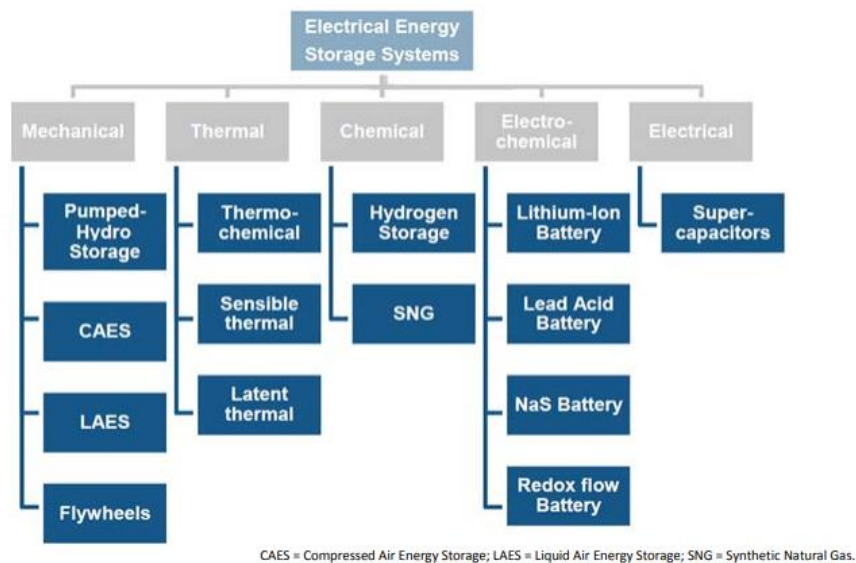 Electrical Energy
Storage Systems
Mechanical
Thermal
Chemical
Electro-
chemical
Electrical
Pumped-
Hydro
Storage
CAES
LAES
Flywheels
Thermo-
chemical
Sensible
thermal
Latent
thermal
Hydrogen
Storage
SNG
Lithium-Ion
Battery
Lead Acid
Battery
NaS Battery
Redox flow
Battery
Super-
capacitors
CAES = Compressed Air Energy Storage; LAES = Liquid Air Energy Storage; SNG = Synthetic Natural Gas.